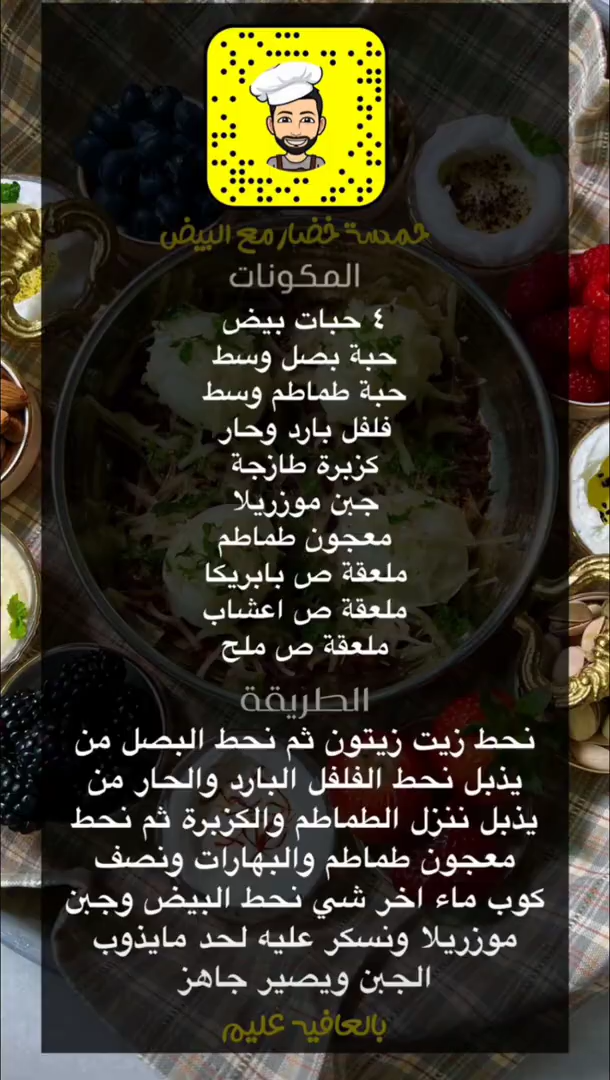 خمسة خضار مع البيض
المكونات
٤ حبات بيض
حبة بصل وسط
حبة طماطم وسط
فلفل بارد وحار
كزبرة طازجة
جبن موزريلا
معجون طماطم
ملعقة ص بابريكا
ملعقة ص اعشاب
ملعقة ص ملح
الطريقة
نحط زيت زيتون ثم نحط البصل من
يذبل نحط الفلفل البارد والحار من
يذبل ننزل الطماطم والكزبرة ثم نحط
معجون طماطم والبهارات ونصف
كوب ماء اخر شي نحط البيض وجبن
موزريلا ونسكر عليه لحد مايذوب
الجبن ويصير جاهز
بالعافيه عليم